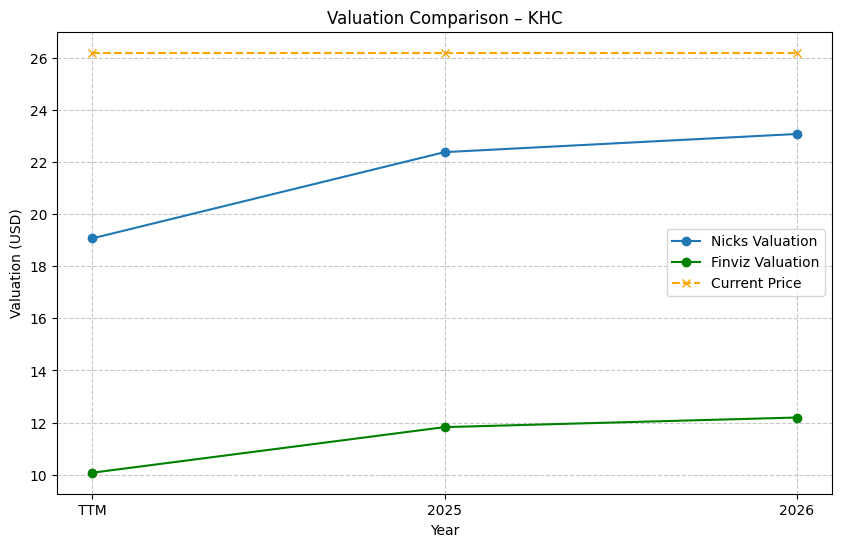 Valuation Comparison – KHC
Valuation (USD)
26
24
22
20
18
16
14
12
10
Nicks Valuation
Finviz Valuation
Current Price
TTM
2025
2026
Year